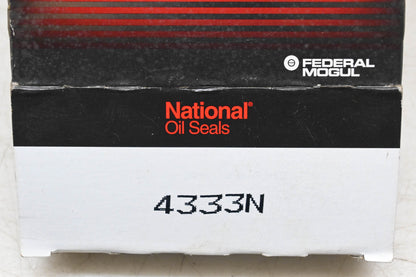 FEDERAL
MOGUL
National®
Oil Seals
4333N